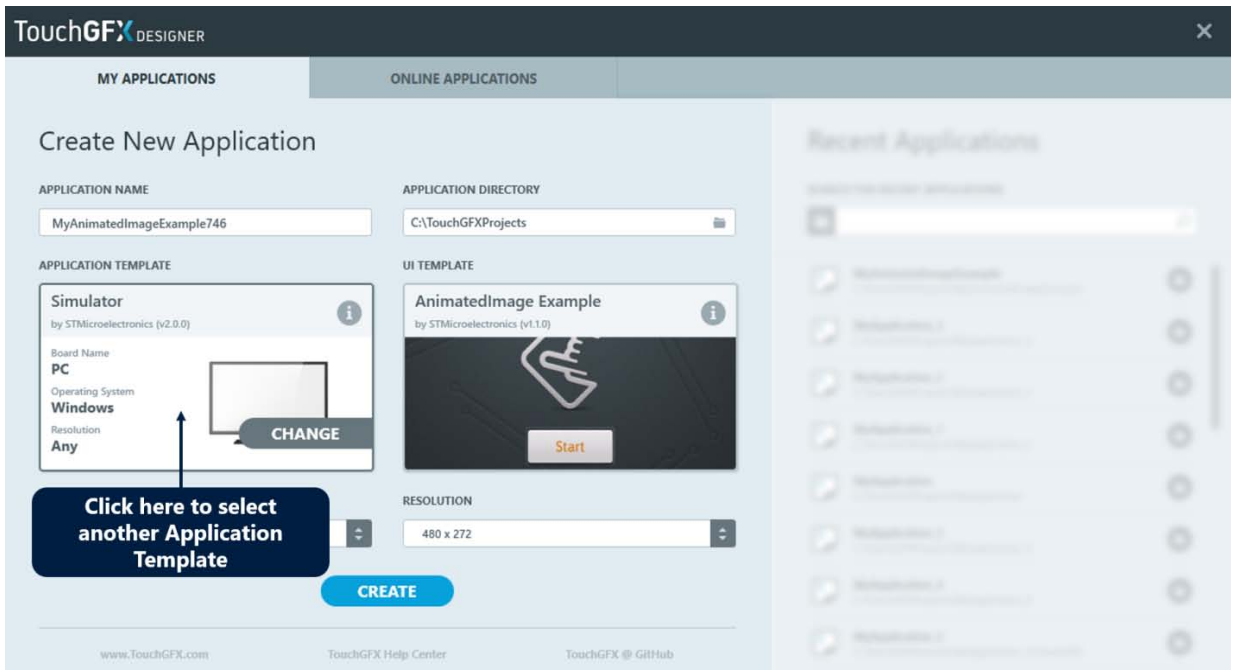 TouchGFX DESIGNER
MY APPLICATIONS
ONLINE APPLICATIONS
Create New Application
Recent Applications
APPLICATION NAME
APPLICATION DIRECTORY
MyAnimatedImageExample746
C:\TouchGFXProjects
APPLICATION TEMPLATE
UI TEMPLATE
Simulator
by STMicroelectronics (v2.0.0)
Board Name
PC
Operating System
Windows
Resolution
Any
CHANGE
AnimatedImage Example
by STMicroelectronics (v1.1.0)
Start
Click here to select
another Application
Template
RESOLUTION
480 x 272
CREATE
www.TouchGFX.com
TouchGFX Help Center
TouchGFX @ GitHub